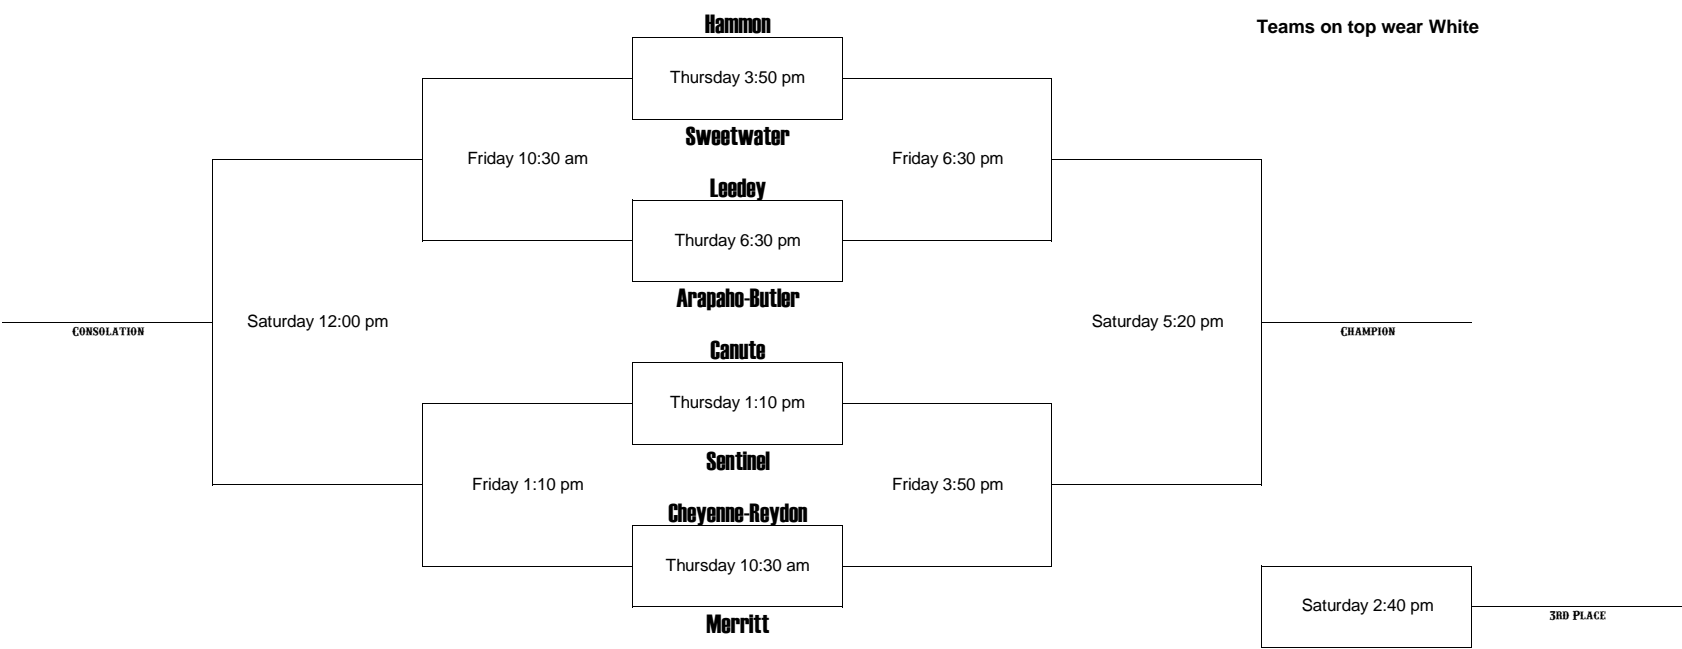 Hammon
Teams on top wear White
Thursday 3:50 pm
Sweetwater
Friday 10:30 am
Friday 6:30 pm
Leedey
Thurday 6:30 pm
Arapaho-Butler
Saturday 12:00 pm
Saturday 5:20 pm
Consolation
Champion
Canute
Thursday 1:10 pm
Sentinel
Friday 1:10 pm
Friday 3:50 pm
Cheyenne-Reydon
Thursday 10:30 am
Merritt
Saturday 2:40 pm
3rd Place